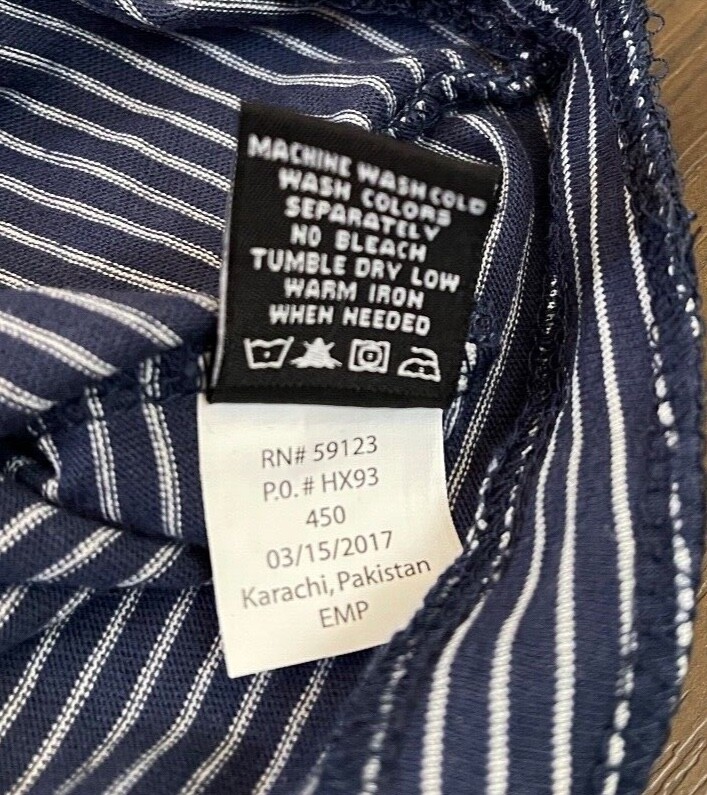 MACHINE WASH COLD
WASH COLORS
SEPARATELY
NO BLEACH
TUMBLE DRY LOW
WARM IRON
WHEN NEEDED
RN# 59123
P.O. # HX93
450
03/15/2017
Karachi, Pakistan
EMP